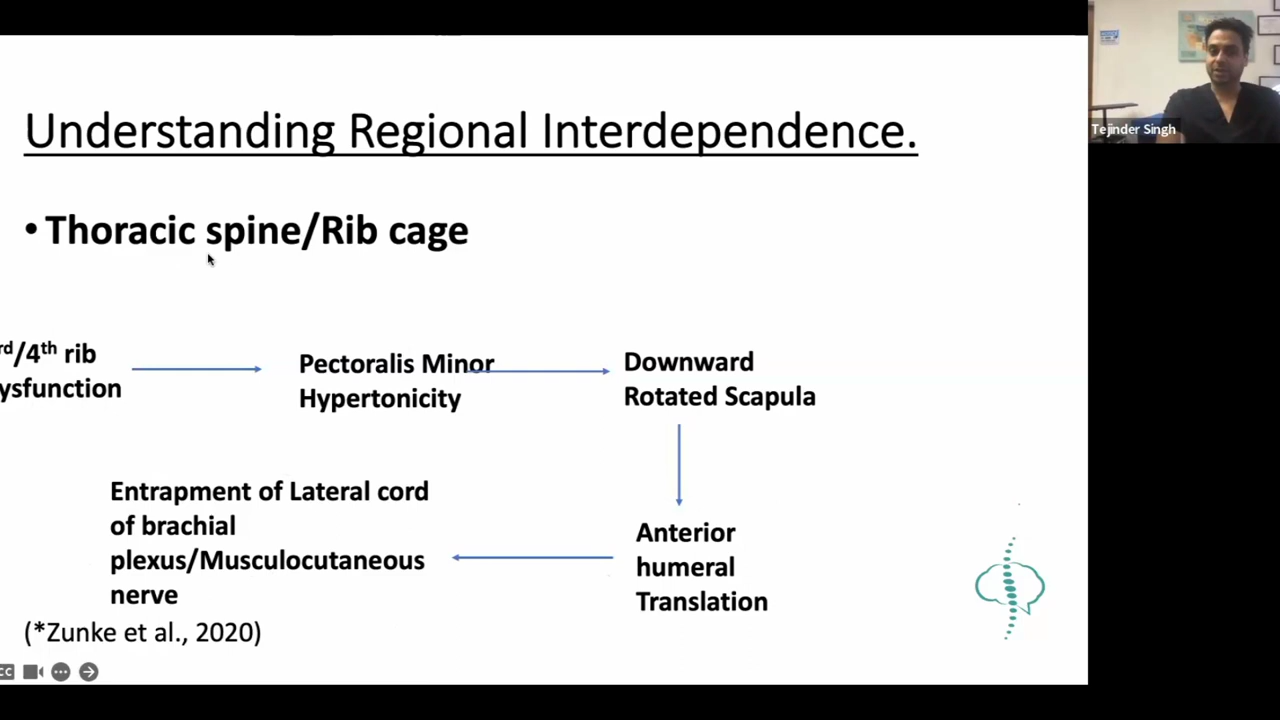 Tejinder Singh
Understanding Regional Interdependence.
• Thoracic spine/Rib cage
rd/4th rib
ysfunction
Pectoralis Minor
Hypertonicity
Downward
Rotated Scapula
Anterior
humeral
Translation
Entrapment of Lateral cord
of brachial
plexus/Musculocutaneous
nerve
(*Zunke et al., 2020)
CC